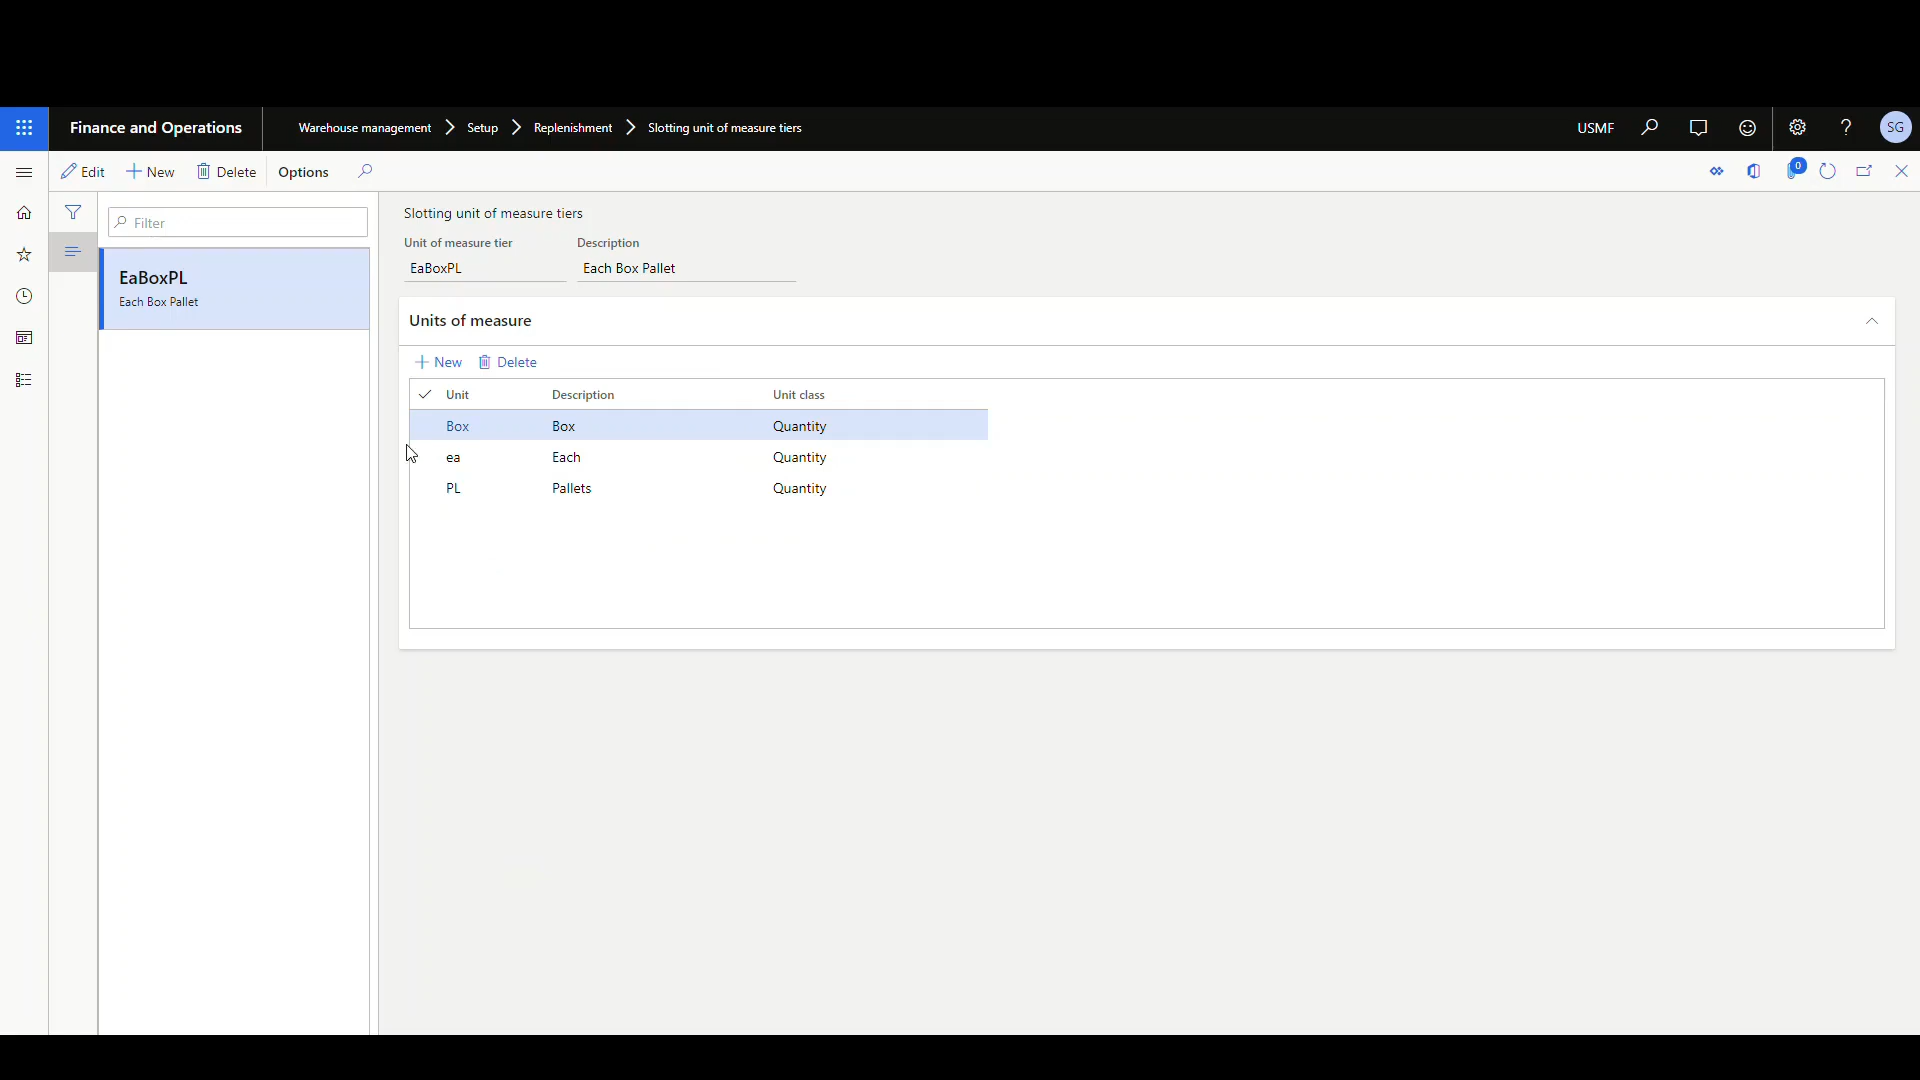 Finance and Operations Warehouse management Setup Replenishment Slotting unit of measure tiers USMF ? SG
Edit New Delete Options 0
Filter
EaBoxPL
Each Box Pallet
Slotting unit of measure tiers
Unit of measure tier Description
EaBoxPL Each Box Pallet
Units of measure
New Delete
Unit Description Unit class
Box Box Quantity
ea Each Quantity
PL Pallets Quantity